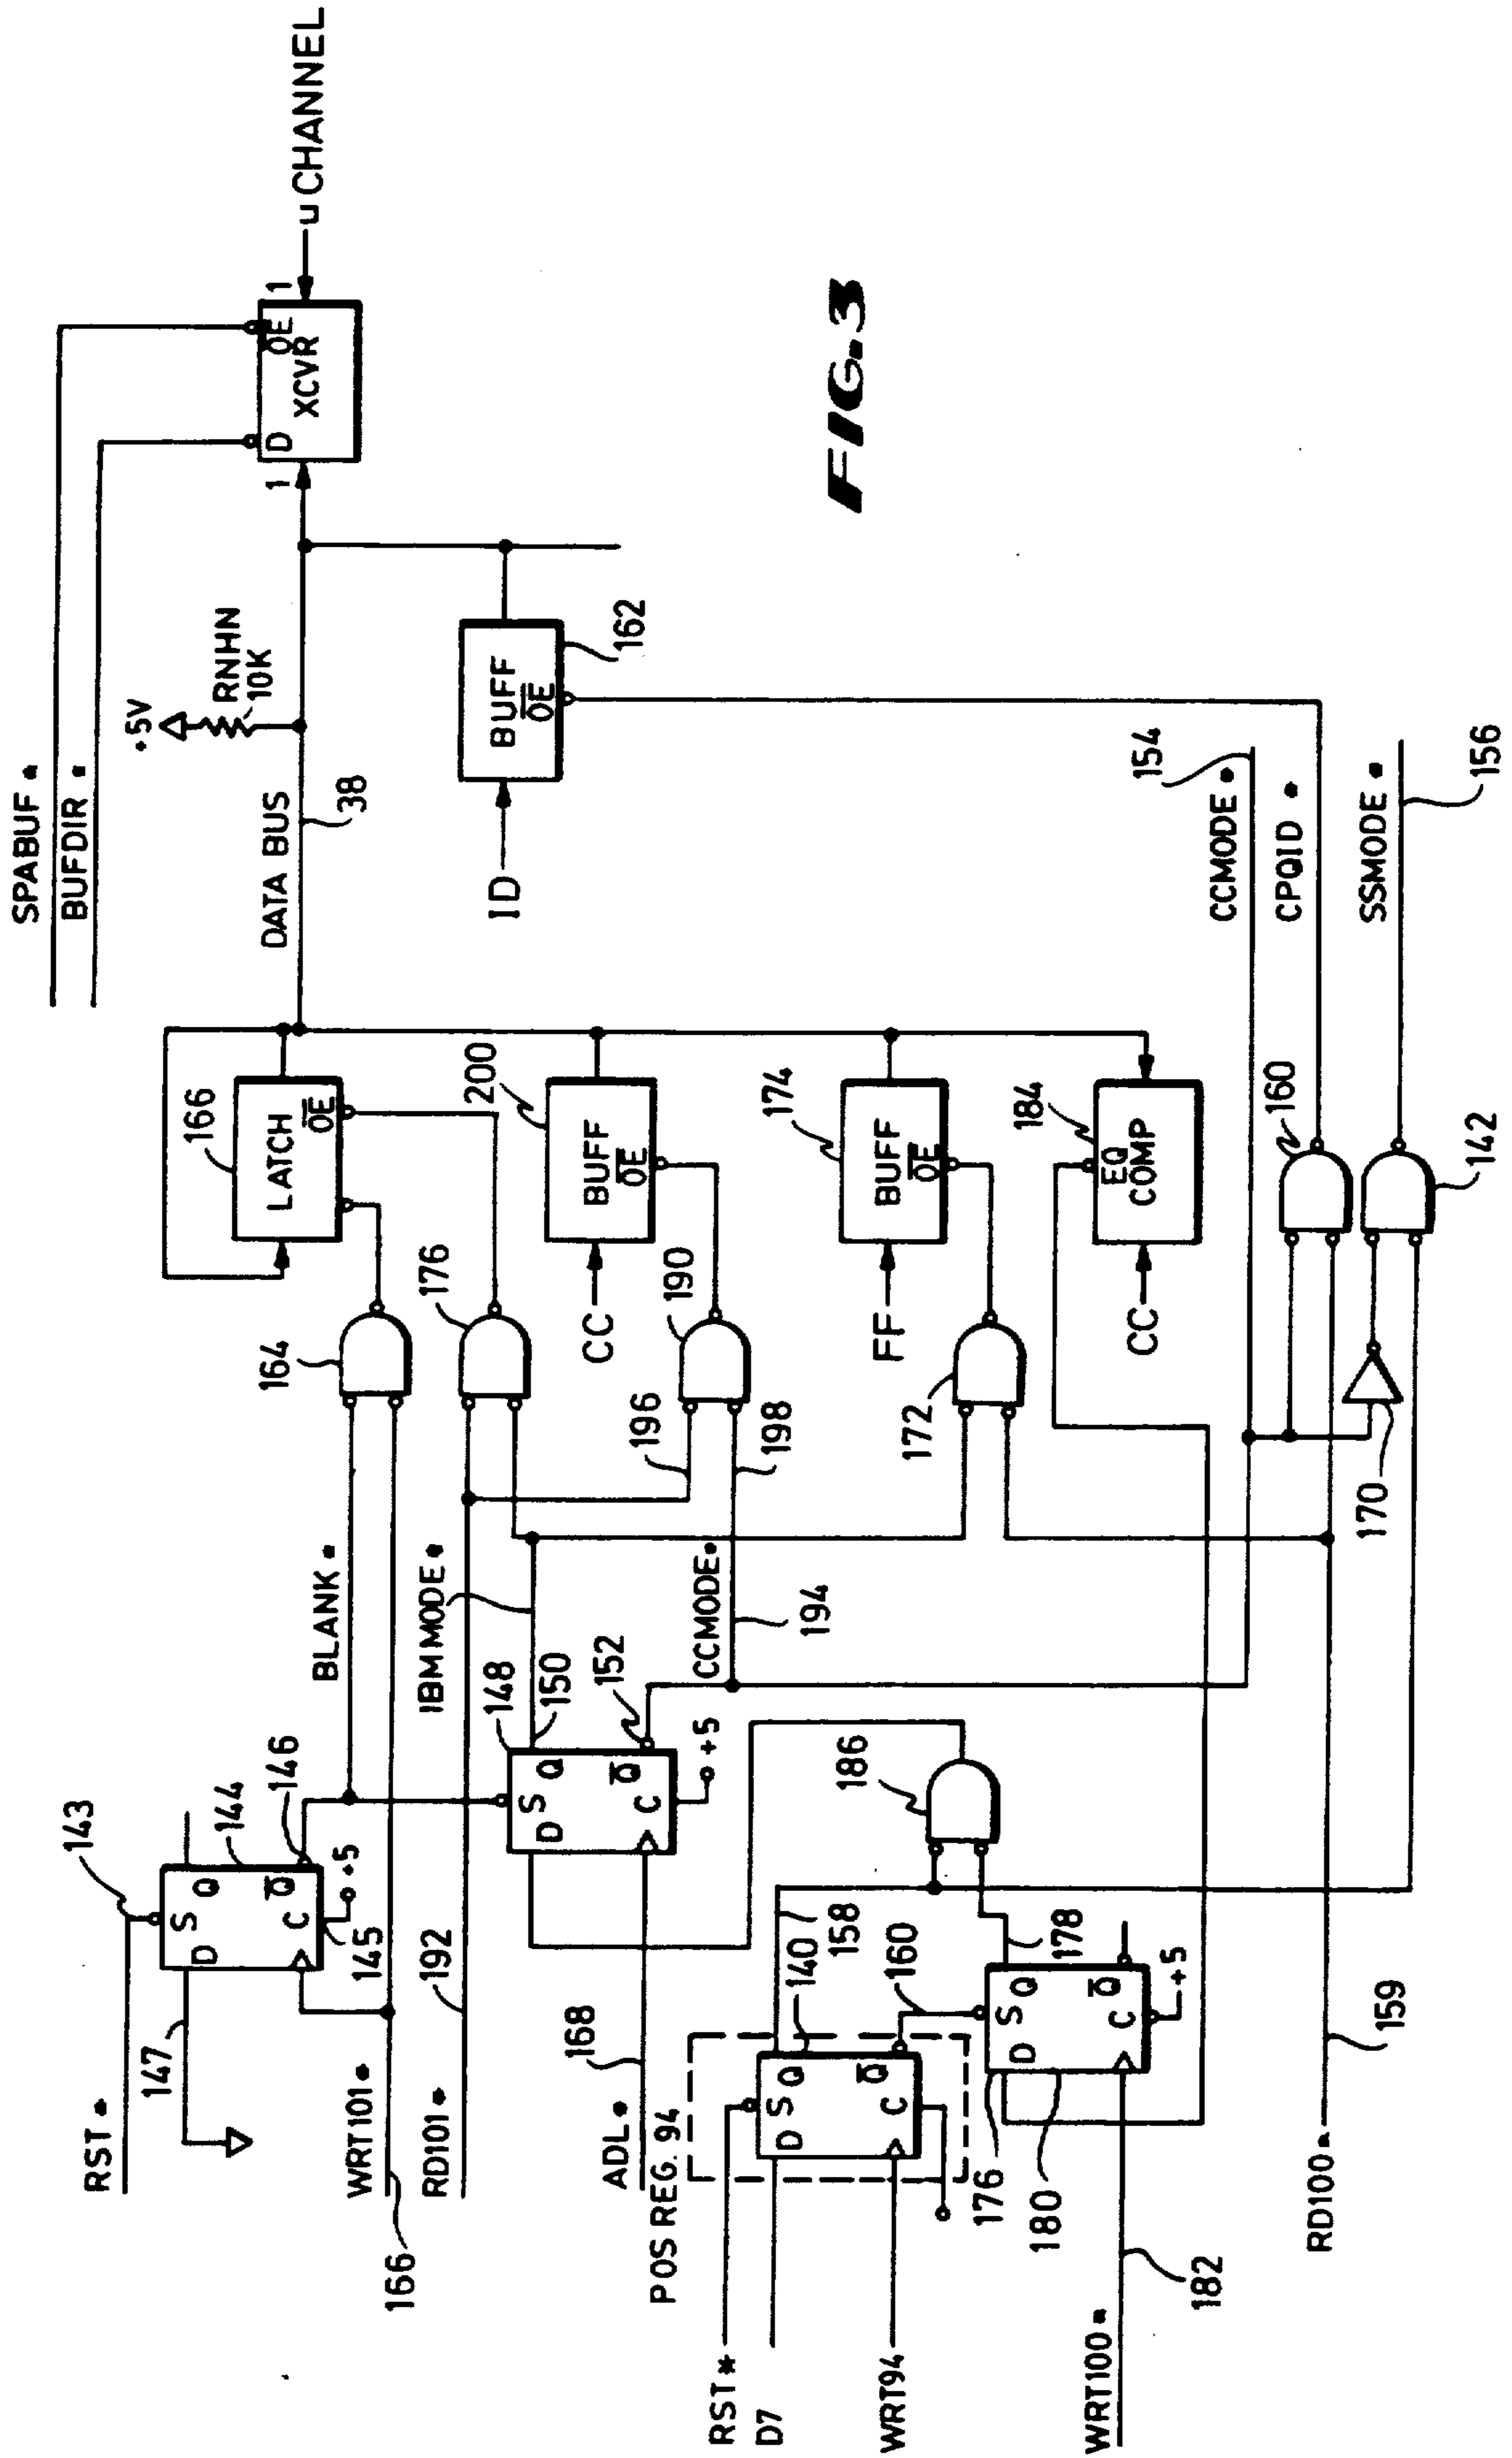 SPABUF*
BUFDIR*
+5V
RNHN
10K
DATA BUS
38
1
D
OE
XCVR
1
u CHANNEL
166
LATCH
OE
ID
BUFF
OE
162
FIG.3
RST*
143
147
D
S
Q
144
C
Q
146
145
+5
BLANK*
164
WRT101*
166
RD101*
192
IBM MODE*
176
200
BUFF
OE
CC
190
196
198
148
150
D
S
Q
C
Q
152
+5
CCMODE*
194
ADL*
168
POS REG. 94
RST*
D7
WRT94
D
S
Q
140
C
Q
158
160
186
174
BUFF
OE
FF
172
184
EQ
COMP
CC
176
D
S
Q
178
180
C
Q
+5
WRT100*
182
RD100*
159
170
160
142
154
CCMODE*
CPQID*
SSMODE*
156